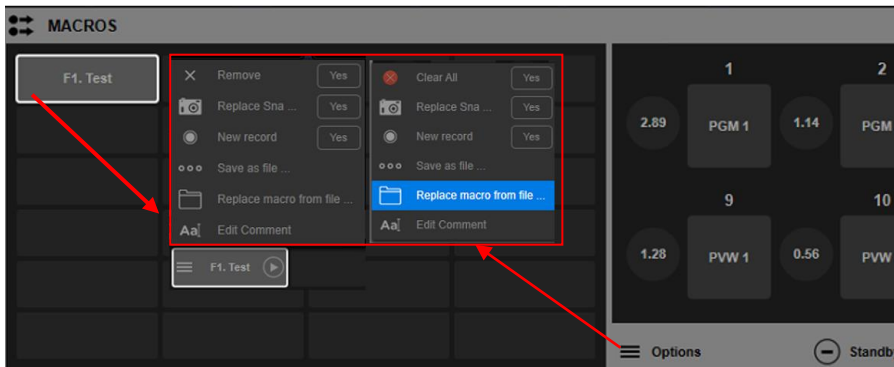 MACROS
F1. Test
Remove Yes
Replace Sna ... Yes
New record Yes
Save as file ...
Replace macro from file ...
Edit Comment
F1. Test
Clear All Yes
Replace Sna ... Yes
New record Yes
Save as file ...
Replace macro from file ...
Edit Comment
1 2
2.89 PGM 1 1.14 PGM
9 10
1.28 PVW 1 0.56 PVW
Options Standb